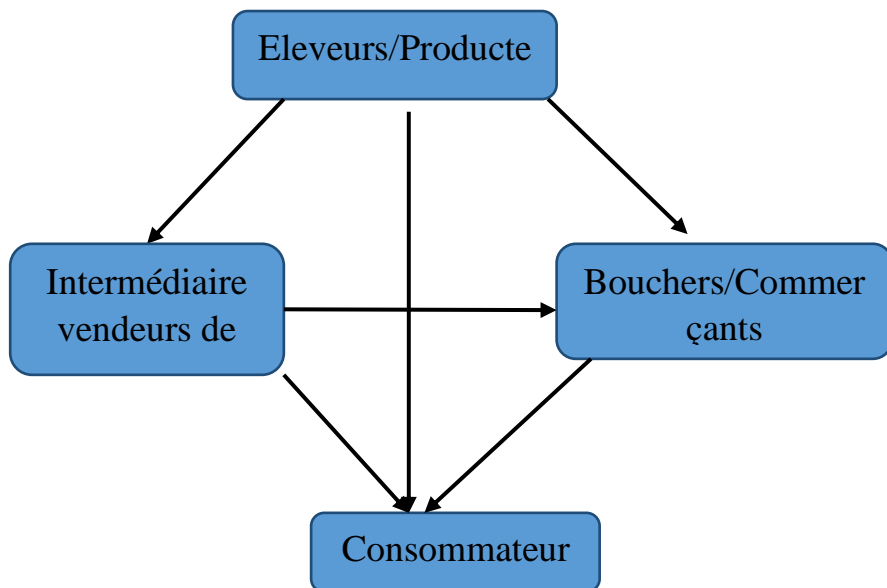 Eleveurs/Producte
Intermédiaire
vendeurs de
Bouchers/Commer
çants
Consommateur